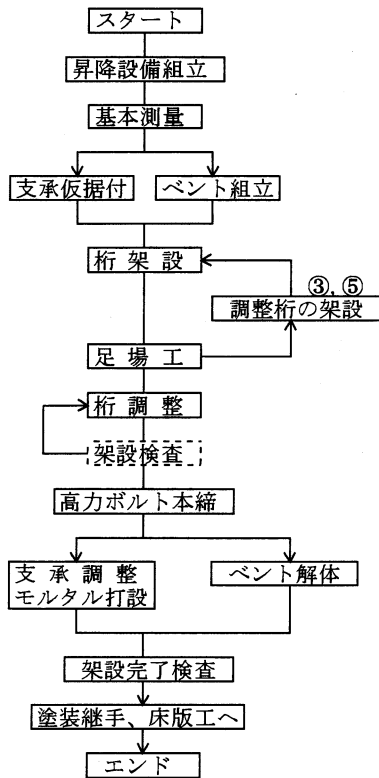 スタート
昇降設備組立
基本測量
支承仮据付
ベント組立
桁架設
③,⑤
調整桁の架設
足場工
桁調整
架設検査
高力ボルト本締
支承調整
モルタル打設
ベント解体
架設完了検査
塗装継手、床版工へ
エンド